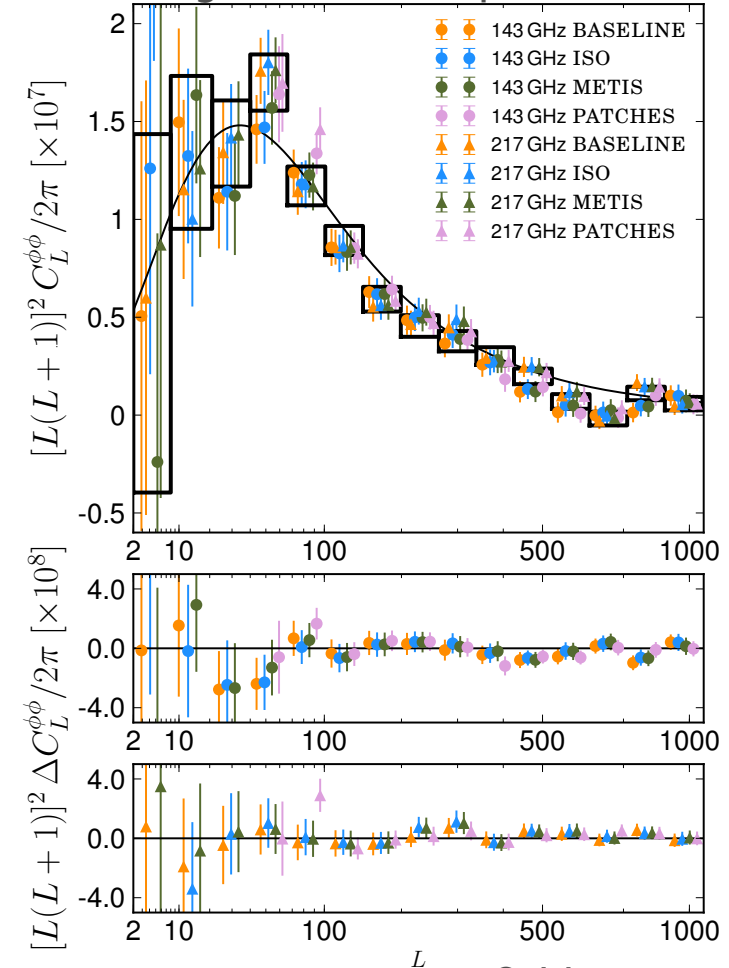 143 GHz BASELINE
143 GHz ISO
143 GHz METIS
143 GHz PATCHES
217 GHz BASELINE
217 GHz ISO
217 GHz METIS
217 GHz PATCHES
[L(L + 1)]² C_L^{ϕϕ}/2π [×10⁷]
2
1.5
1
0.5
0
-0.5
2 10 100 500 1000
[L(L + 1)]² ΔC_L^{ϕϕ}/2π [×10⁸]
4.0
0.0
-4.0
2 10 100 500 1000
4.0
0.0
-4.0
2 10 100 500 1000
L